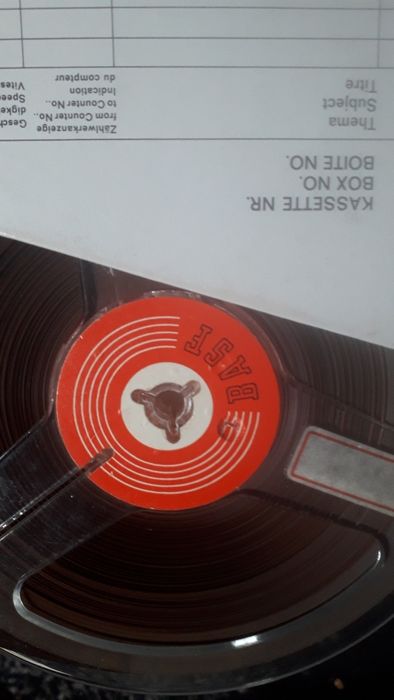 KASSETTE NR.
BOX NO.
BOITE NO.
Thema
Subject
Titre
Zählwerkanzeige
from Counter No..
to Counter No..
Indication
du compteur
BASF